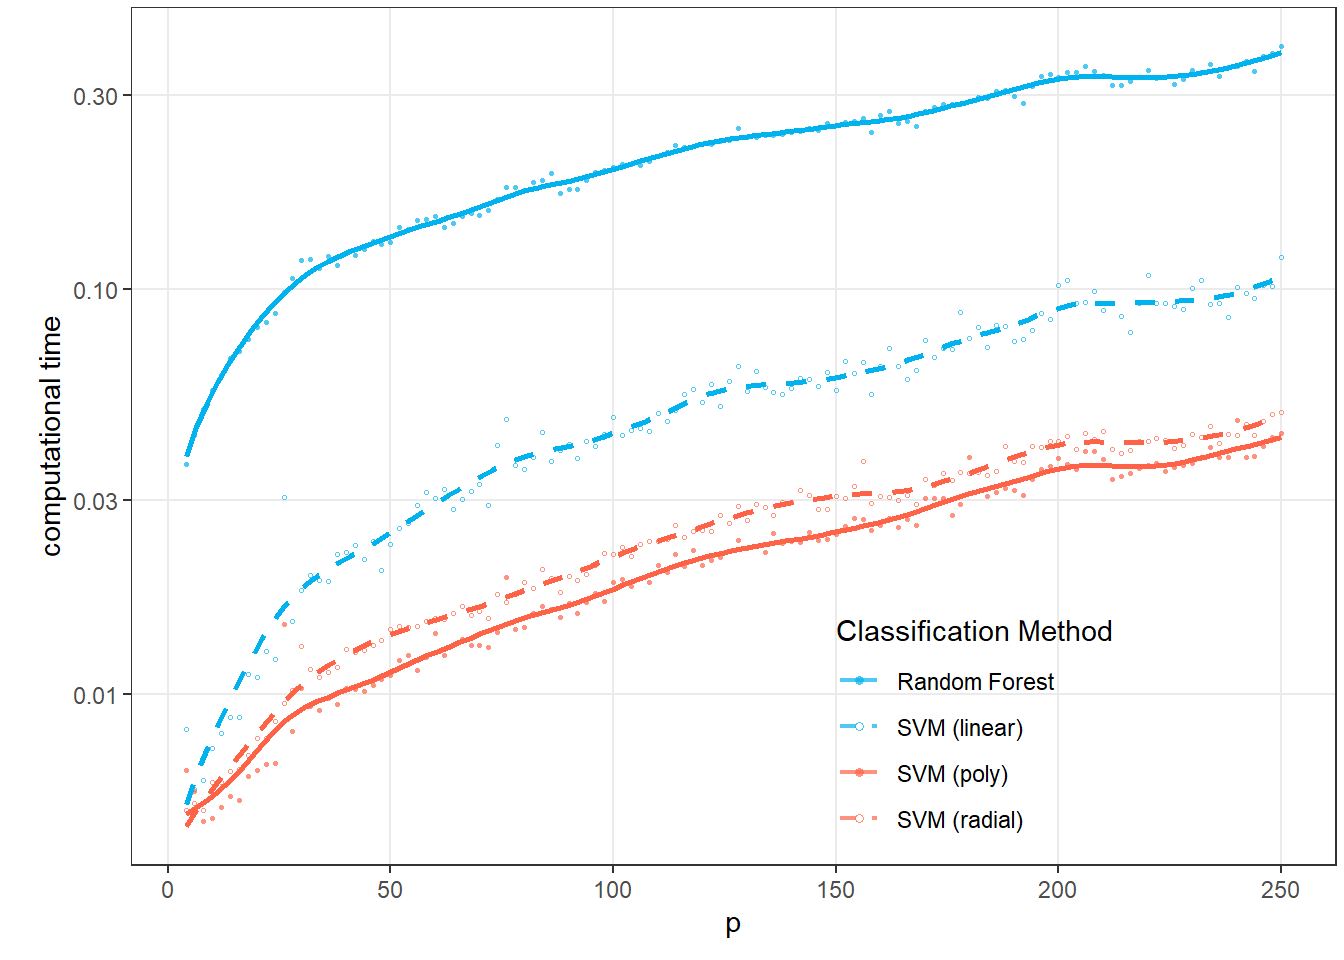 computational time
0.30
0.10
0.03
0.01
Classification Method
Random Forest
SVM (linear)
SVM (poly)
SVM (radial)
0
50
100
150
200
250
p